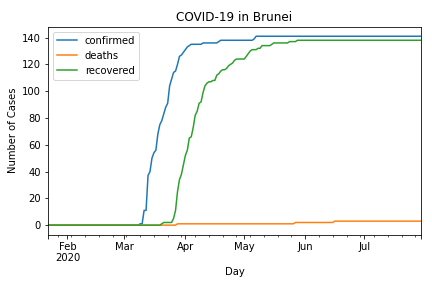 COVID-19 in Brunei
confirmed
deaths
recovered
Number of Cases
140
120
100
80
60
40
20
0
Feb
2020
Mar
Apr
May
Jun
Jul
Day